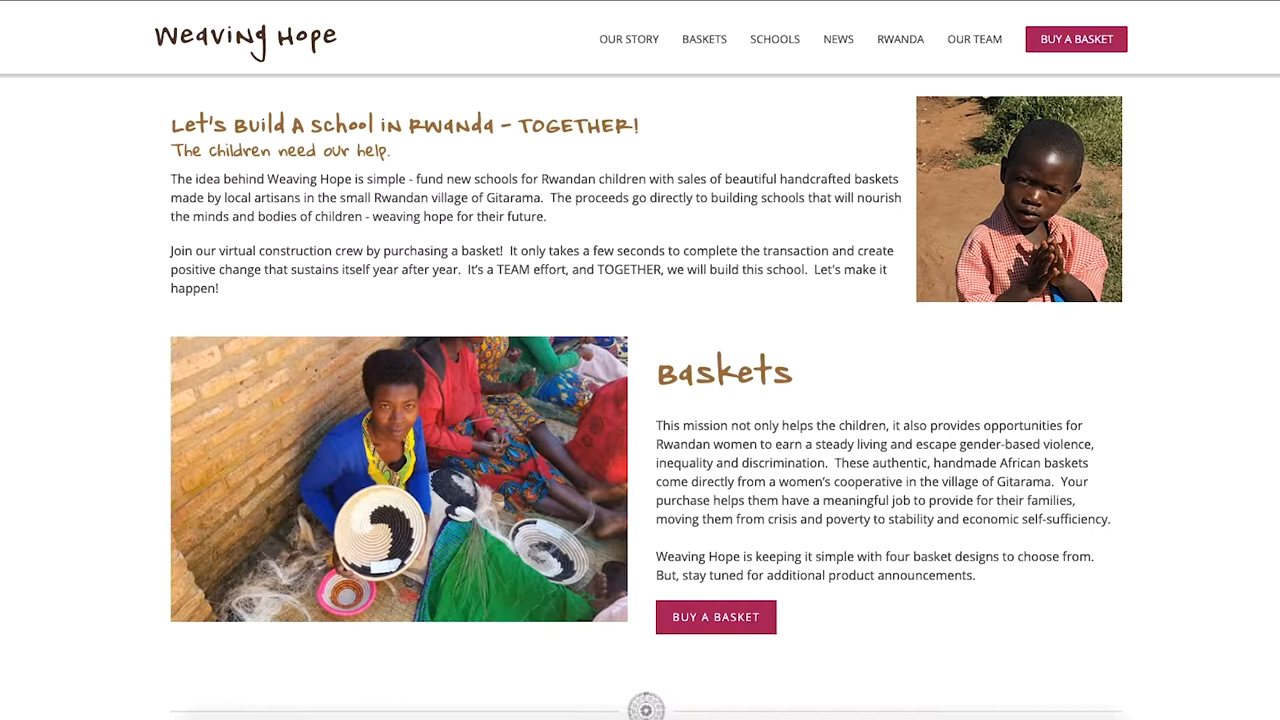 Weaving Hope
OUR STORY BASKETS SCHOOLS NEWS RWANDA OUR TEAM BUY A BASKET
Let's Build A School in Rwanda - TOGETHER!
The children need our help.
The idea behind Weaving Hope is simple - fund new schools for Rwandan children with sales of beautiful handcrafted baskets
made by local artisans in the small Rwandan village of Gitarama. The proceeds go directly to building schools that will nourish
the minds and bodies of children - weaving hope for their future.
Join our virtual construction crew by purchasing a basket! It only takes a few seconds to complete the transaction and create
positive change that sustains itself year after year. It's a TEAM effort, and TOGETHER, we will build this school. Let's make it
happen!
Baskets
This mission not only helps the children, it also provides opportunities for
Rwandan women to earn a steady living and escape gender-based violence,
inequality and discrimination. These authentic, handmade African baskets
come directly from a women's cooperative in the village of Gitarama. Your
purchase helps them have a meaningful job to provide for their families,
moving them from crisis and poverty to stability and economic self-sufficiency.
Weaving Hope is keeping it simple with four basket designs to choose from.
But, stay tuned for additional product announcements.
BUY A BASKET